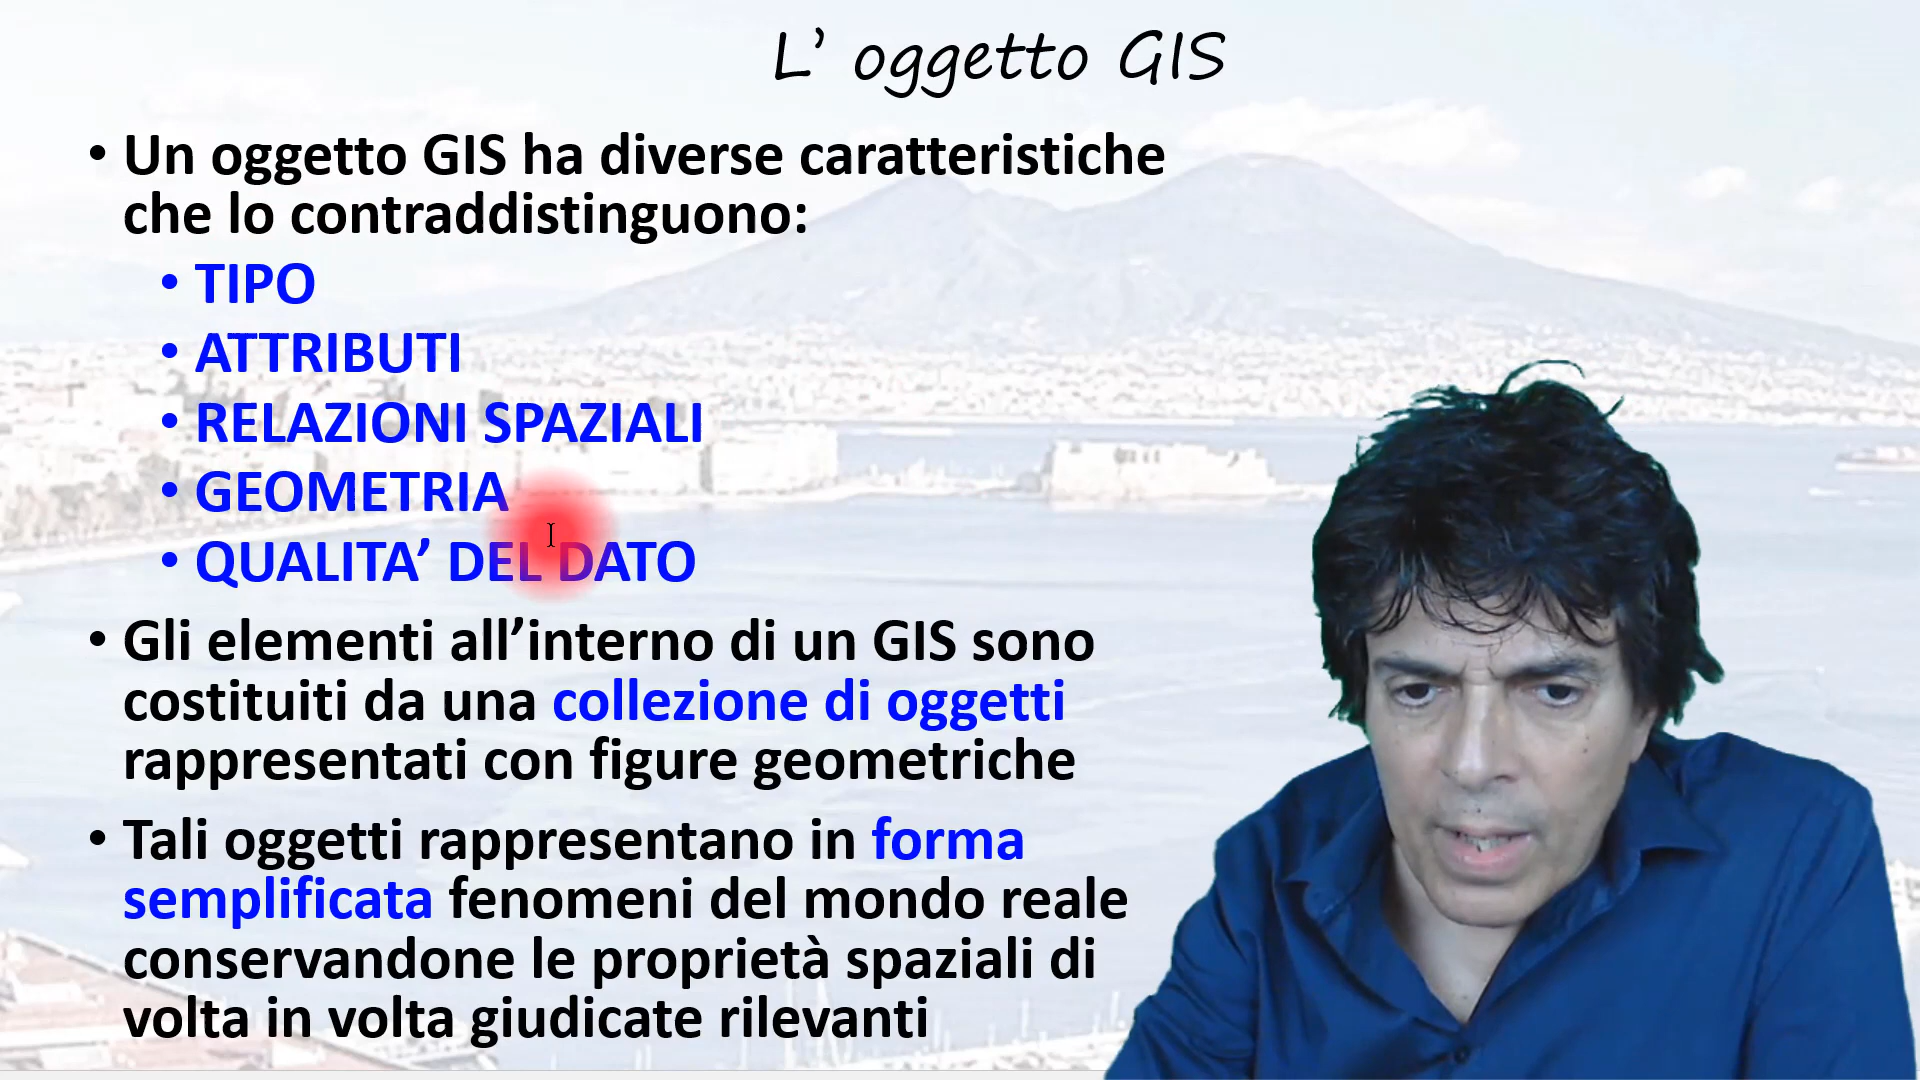 L’ oggetto GIS
• Un oggetto GIS ha diverse caratteristiche
che lo contraddistinguono:
• TIPO
• ATTRIBUTI
• RELAZIONI SPAZIALI
• GEOMETRIA
• QUALITA’ DEL DATO
• Gli elementi all’interno di un GIS sono
costituiti da una collezione di oggetti
rappresentati con figure geometriche
• Tali oggetti rappresentano in forma
semplificata fenomeni del mondo reale
conservandone le proprietà spaziali di
volta in volta giudicate rilevanti